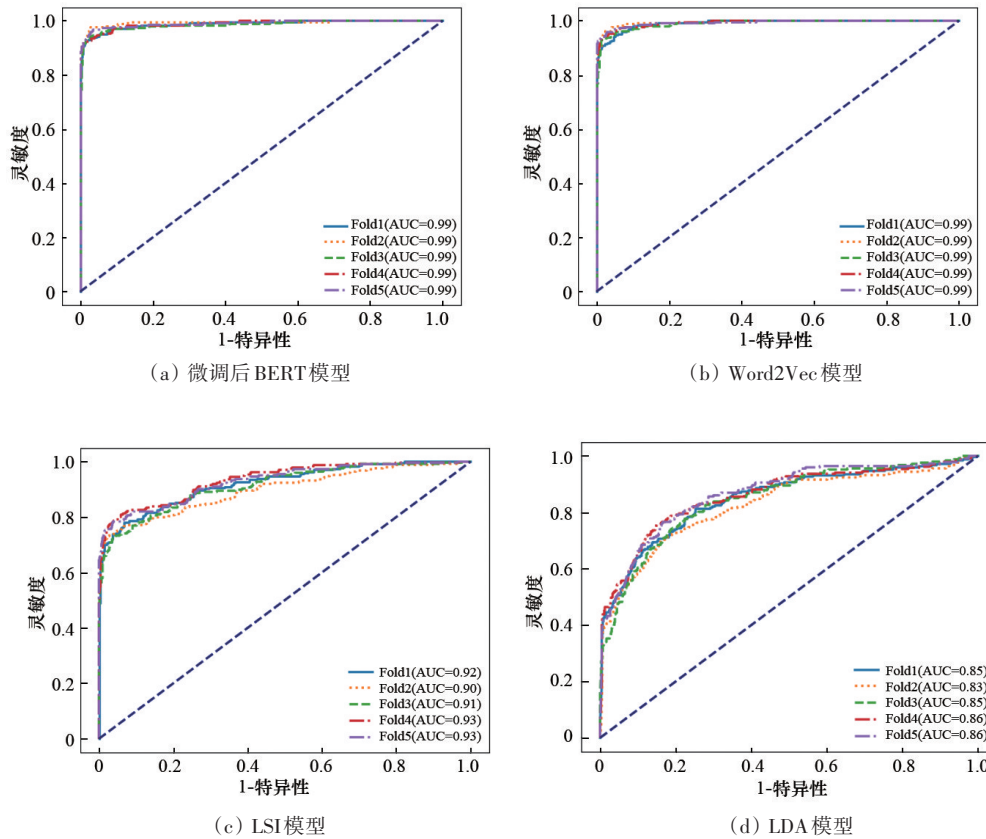 1.0
0.8
0.6
0.4
0.2
0
灵敏度
Fold1(AUC=0.99)
Fold2(AUC=0.99)
Fold3(AUC=0.99)
Fold4(AUC=0.99)
Fold5(AUC=0.99)
0 0.2 0.4 0.6 0.8 1.0
1-特异性
(a) 微调后BERT模型
1.0
0.8
0.6
0.4
0.2
0
灵敏度
Fold1(AUC=0.99)
Fold2(AUC=0.99)
Fold3(AUC=0.99)
Fold4(AUC=0.99)
Fold5(AUC=0.99)
0 0.2 0.4 0.6 0.8 1.0
1-特异性
(b) Word2Vec模型
1.0
0.8
0.6
0.4
0.2
0
灵敏度
Fold1(AUC=0.92)
Fold2(AUC=0.90)
Fold3(AUC=0.91)
Fold4(AUC=0.93)
Fold5(AUC=0.93)
0 0.2 0.4 0.6 0.8 1.0
1-特异性
(c) LSI模型
1.0
0.8
0.6
0.4
0.2
0
灵敏度
Fold1(AUC=0.85)
Fold2(AUC=0.83)
Fold3(AUC=0.85)
Fold4(AUC=0.86)
Fold5(AUC=0.86)
0 0.2 0.4 0.6 0.8 1.0
1-特异性
(d) LDA模型